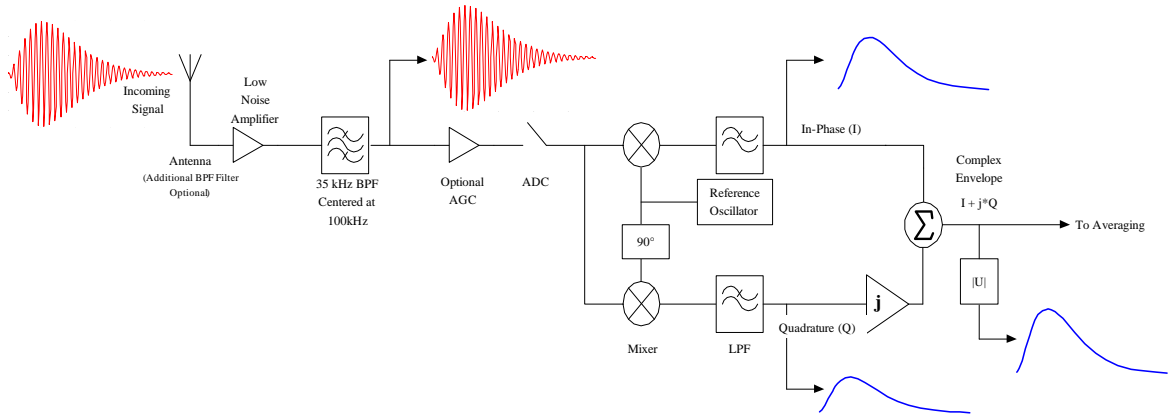 Incoming
Signal
Low
Noise
Amplifier
Antenna
(Additional BPF Filter
Optional)
35 kHz BPF
Centered at
100kHz
Optional
AGC
ADC
In-Phase (I)
Reference
Oscillator
90°
Mixer
LPF
Quadrature (Q)
j
Σ
Complex
Envelope
I + j*Q
To Averaging
|U|